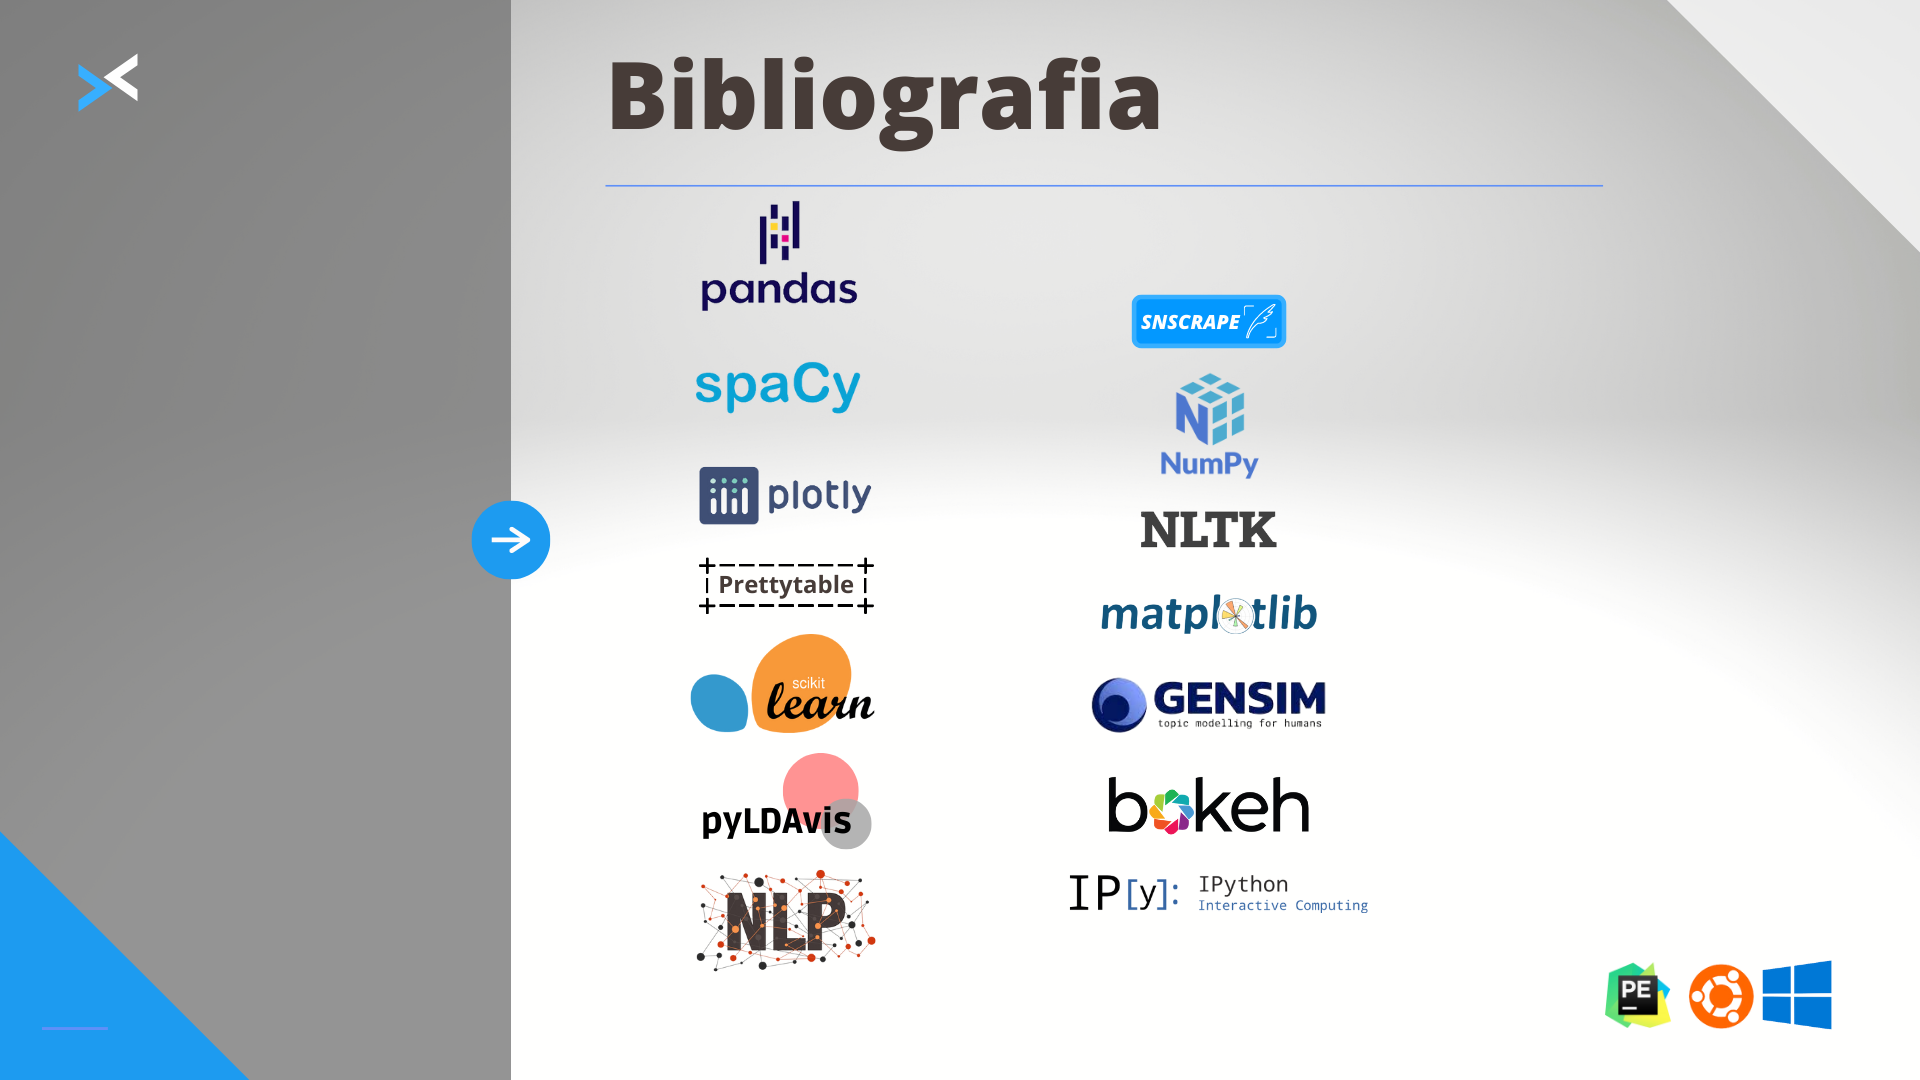 Bibliografia
pandas
spaCy
plotly
Prettytable
scikit
learn
pyLDAvis
NLP
SNSCRAPE
NumPy
NLTK
matplotlib
GENSIM
topic modelling for humans
bokeh
IP[y]:
IPython
Interactive Computing
PE